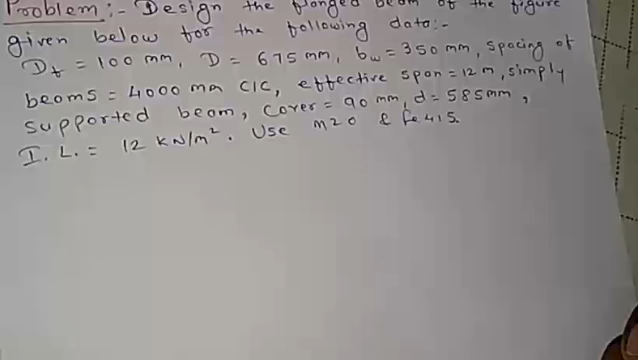 Problem:- Design the flanged beam of the figure
given below for the following data:-
Df = 100 mm, D = 675 mm, bw = 350 mm, spacing of
beams = 4000 mm C/C, effective span = 12 m, simply
supported beam, cover = 90 mm, d = 585 mm,
I. L. = 12 KN/m². Use M20 & Fe415.